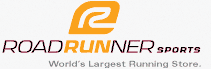 ROADRUNNER SPORTS
World's Largest Running Store.